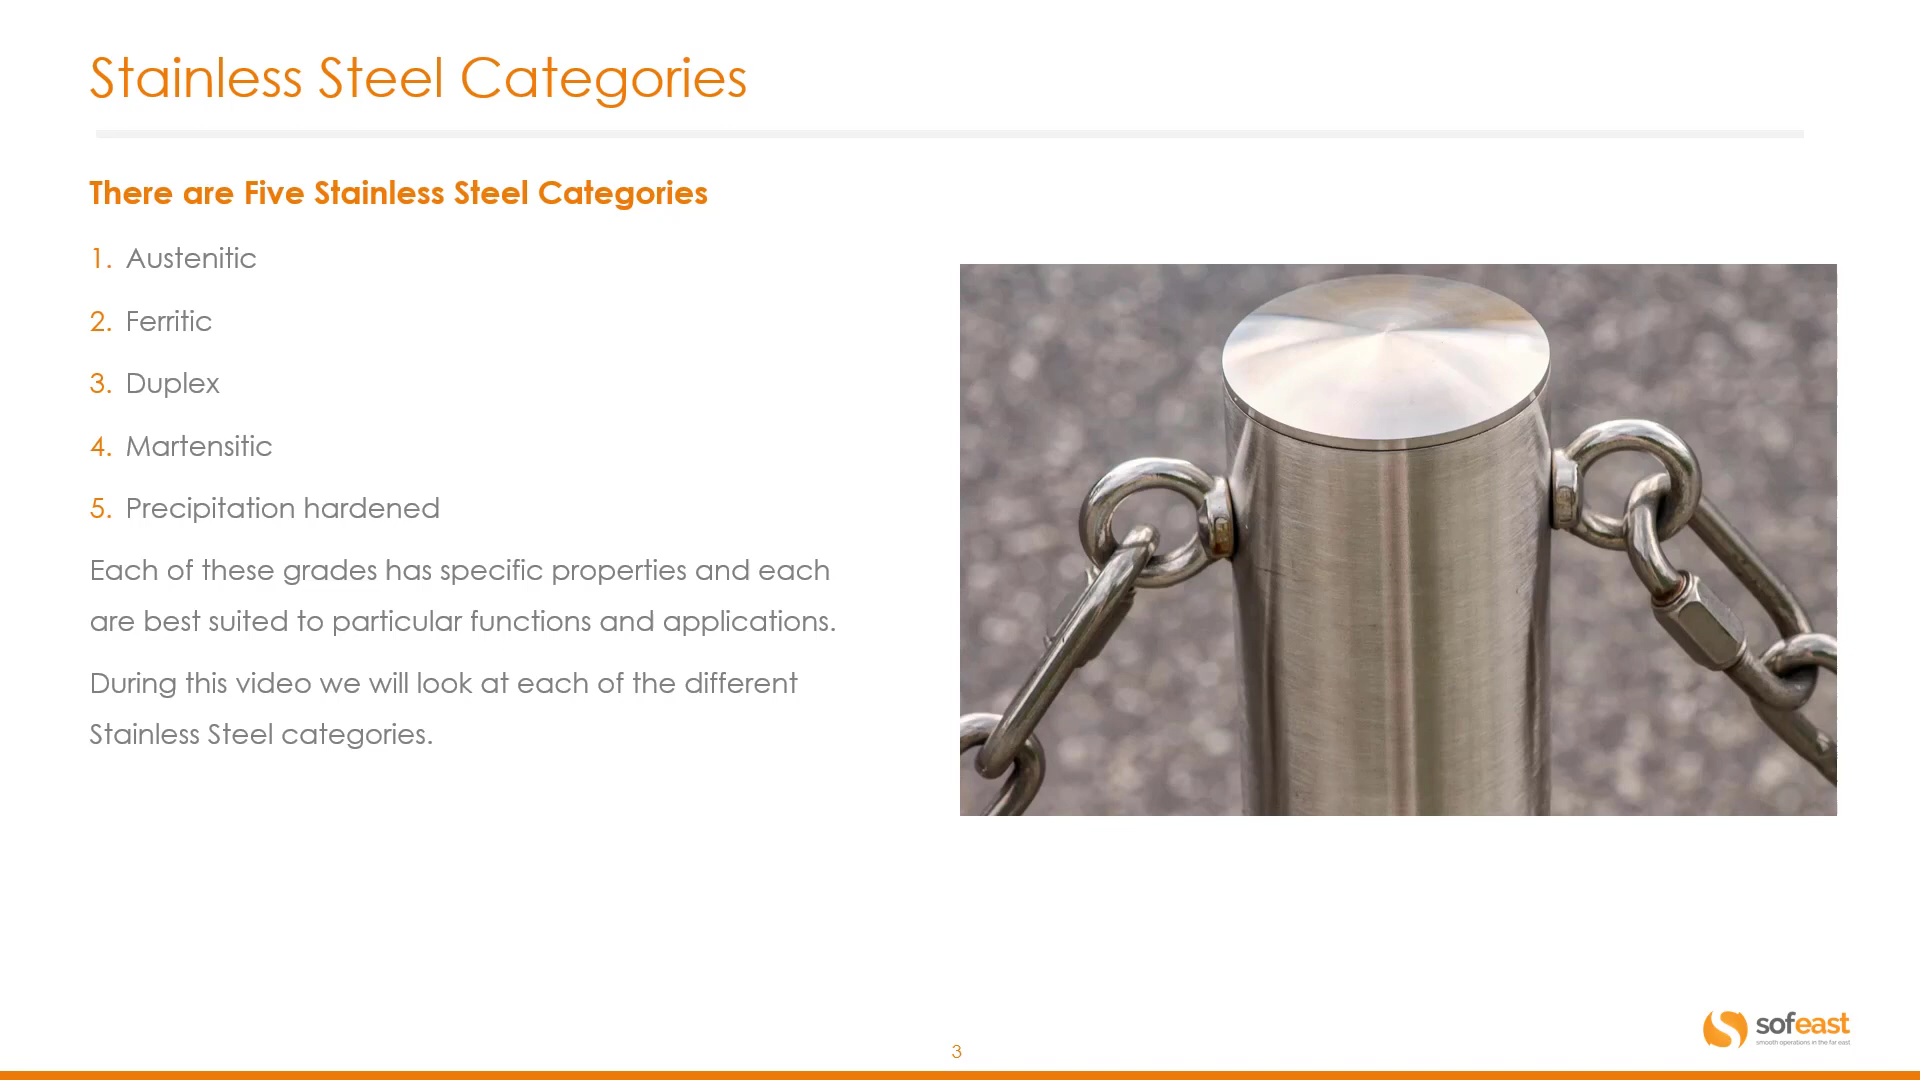 Stainless Steel Categories
There are Five Stainless Steel Categories
1. Austenitic
2. Ferritic
3. Duplex
4. Martensitic
5. Precipitation hardened
Each of these grades has specific properties and each
are best suited to particular functions and applications.
During this video we will look at each of the different
Stainless Steel categories.
sofeast
smooth operations in the far east
3